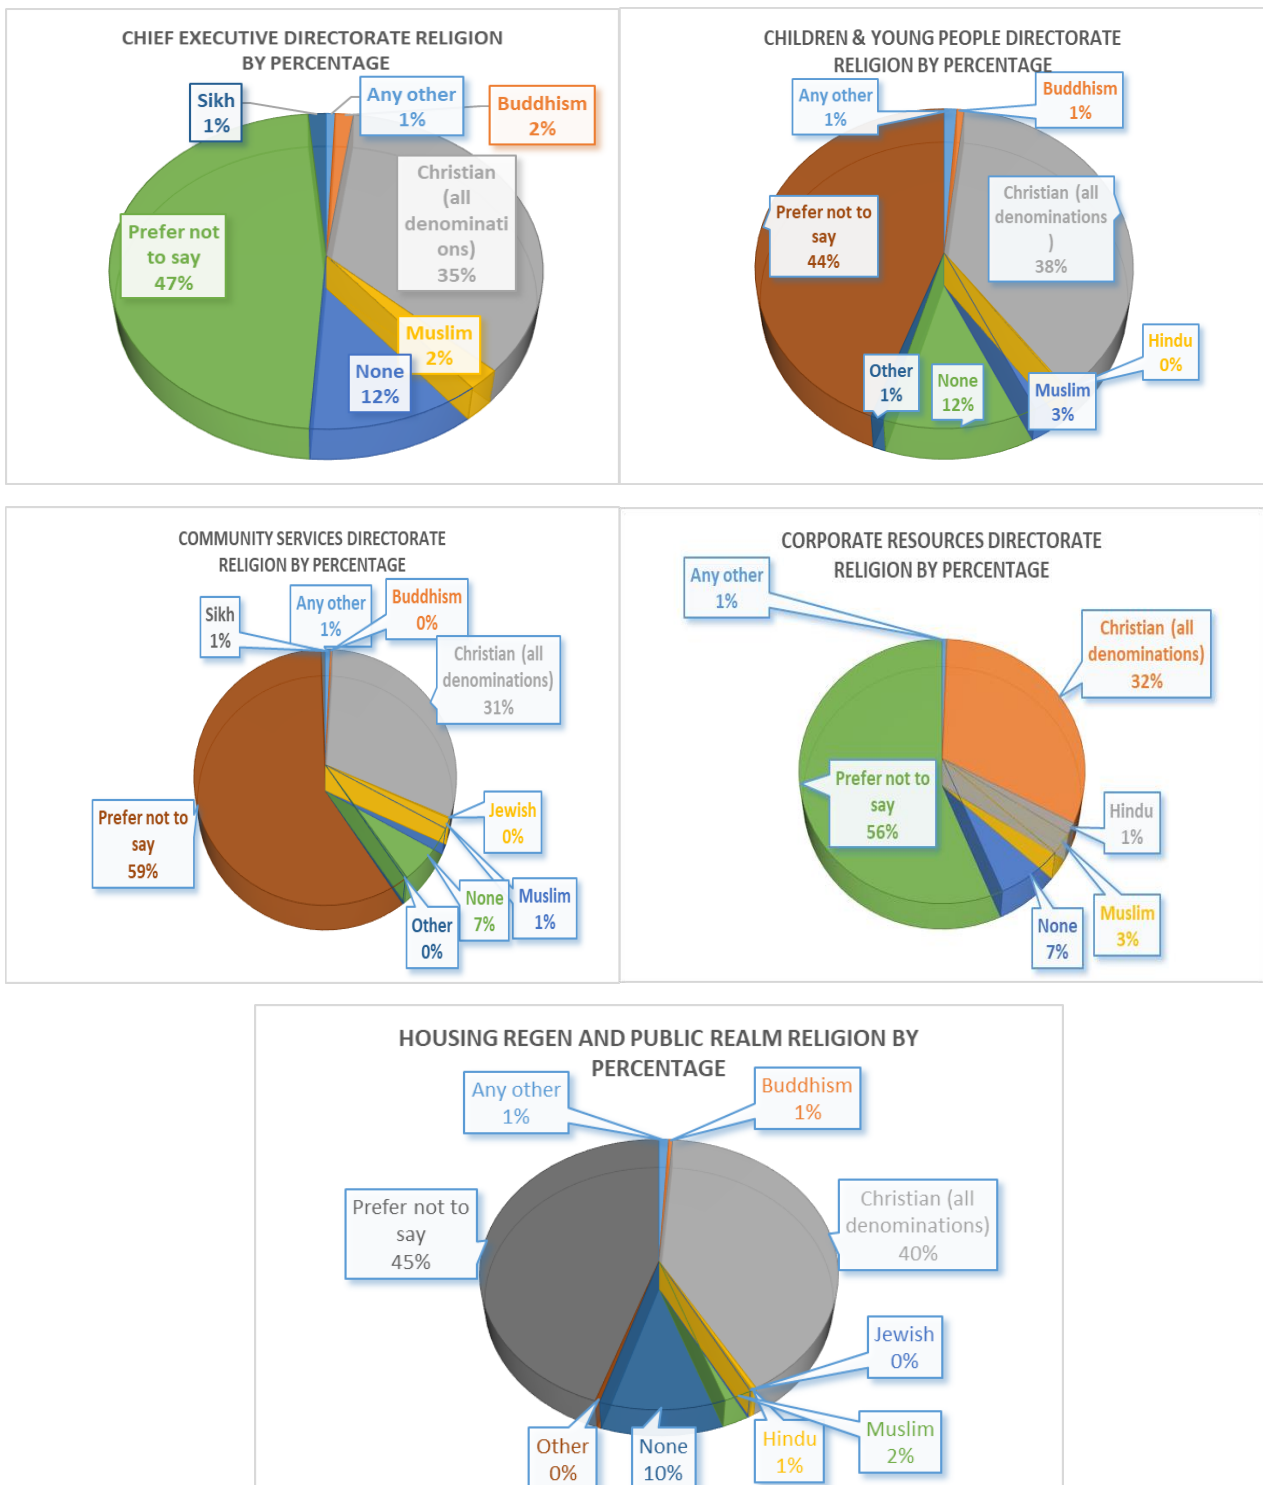 CHIEF EXECUTIVE DIRECTORATE RELIGION
BY PERCENTAGE
Sikh
1%
Any other
1%
Buddhism
2%
Christian
(all
denominati
ons)
35%
Prefer not
to say
47%
Muslim
2%
None
12%
CHILDREN & YOUNG PEOPLE DIRECTORATE
RELIGION BY PERCENTAGE
Any other
1%
Buddhism
1%
Christian (all
denominations
)
38%
Prefer not to
say
44%
Hindu
0%
Other
1%
None
12%
Muslim
3%
COMMUNITY SERVICES DIRECTORATE
RELIGION BY PERCENTAGE
Sikh
1%
Any other
1%
Buddhism
0%
Christian (all
denominations)
31%
Jewish
0%
Prefer not to
say
59%
Other
0%
None
7%
Muslim
1%
CORPORATE RESOURCES DIRECTORATE
RELIGION BY PERCENTAGE
Any other
1%
Christian (all
denominations)
32%
Prefer not to
say
56%
Hindu
1%
Muslim
3%
None
7%
HOUSING REGEN AND PUBLIC REALM RELIGION BY
PERCENTAGE
Any other
1%
Buddhism
1%
Prefer not to
say
45%
Christian (all
denominations)
40%
Jewish
0%
Muslim
2%
Hindu
1%
None
10%
Other
0%